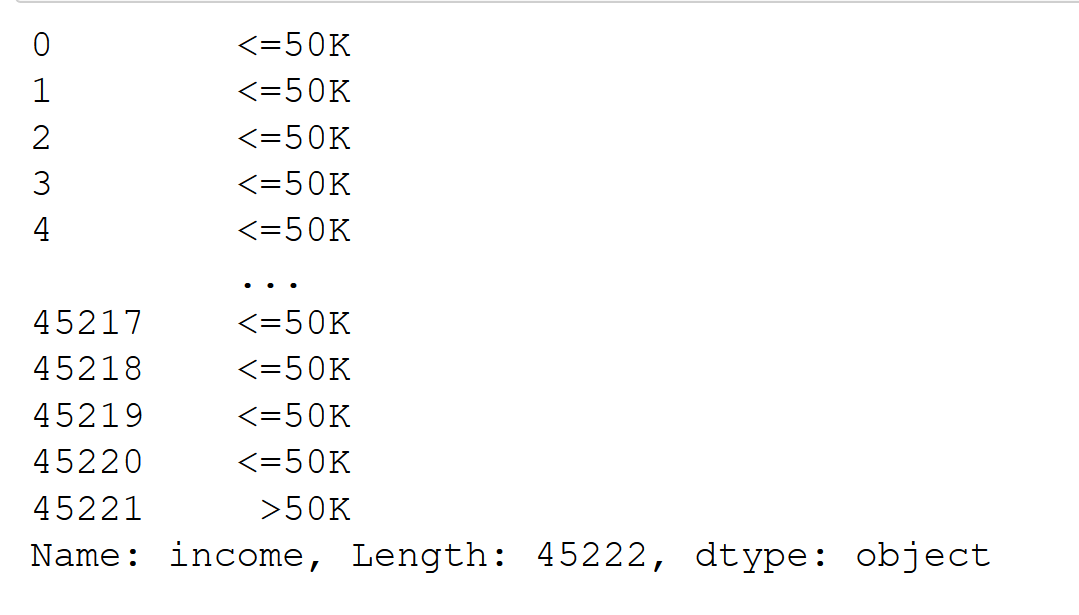 0        <=50K
1        <=50K
2        <=50K
3        <=50K
4        <=50K
         ...
45217    <=50K
45218    <=50K
45219    <=50K
45220    <=50K
45221     >50K
Name: income, Length: 45222, dtype: object